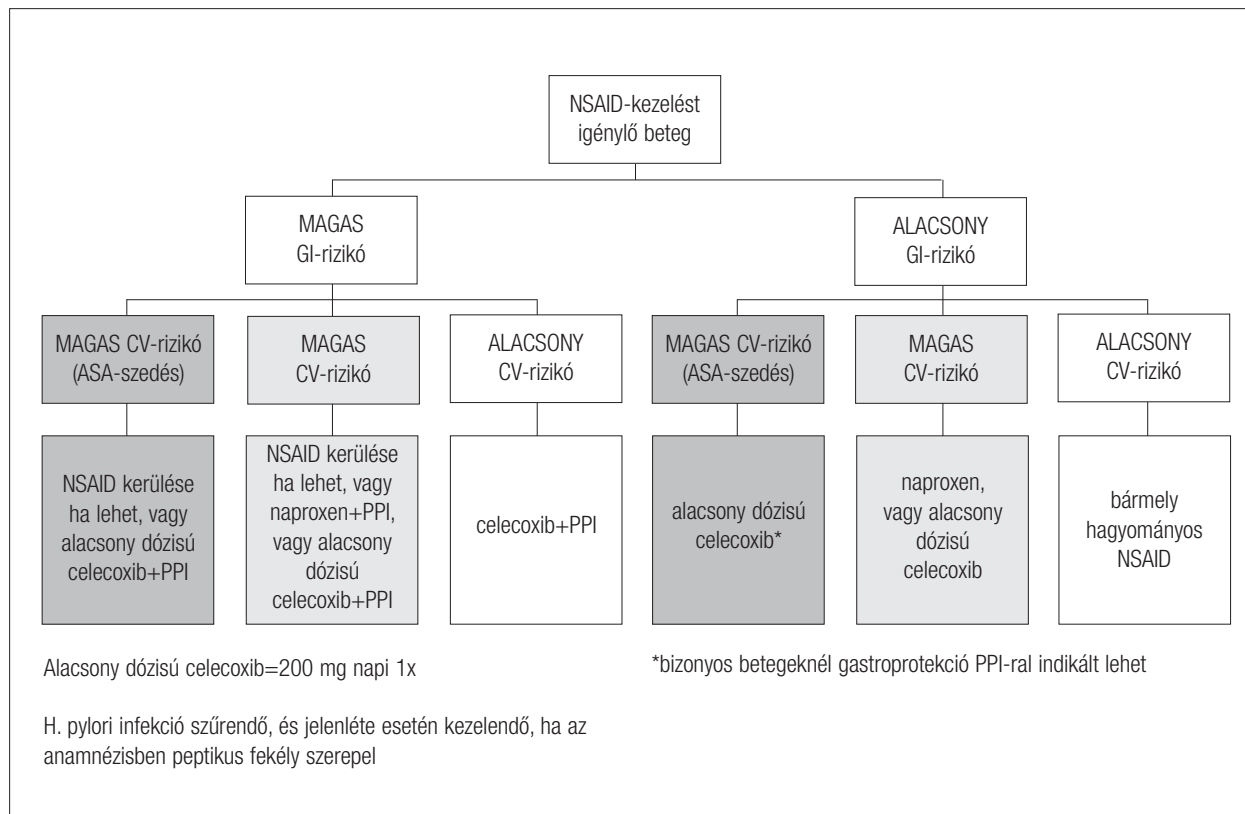 NSAID-kezelést
igénylő beteg
MAGAS
GI-rizikó
ALACSONY
GI-rizikó
MAGAS CV-rizikó
(ASA-szedés)
MAGAS
CV-rizikó
ALACSONY
CV-rizikó
MAGAS CV-rizikó
(ASA-szedés)
MAGAS
CV-rizikó
ALACSONY
CV-rizikó
NSAID kerülése
ha lehet, vagy
alacsony dózisú
celecoxib+PPI
NSAID kerülése
ha lehet, vagy
naproxen+PPI,
vagy alacsony
dózisú
celecoxib+PPI
celecoxib+PPI
alacsony dózisú
celecoxib*
naproxen,
vagy alacsony
dózisú
celecoxib
bármely
hagyományos
NSAID
Alacsony dózisú celecoxib=200 mg napi 1x
*bizonyos betegeknél gastroprotekció PPI-ral indikált lehet
H. pylori infekció szűrendő, és jelenléte esetén kezelendő, ha az
anamnézisben peptikus fekély szerepel